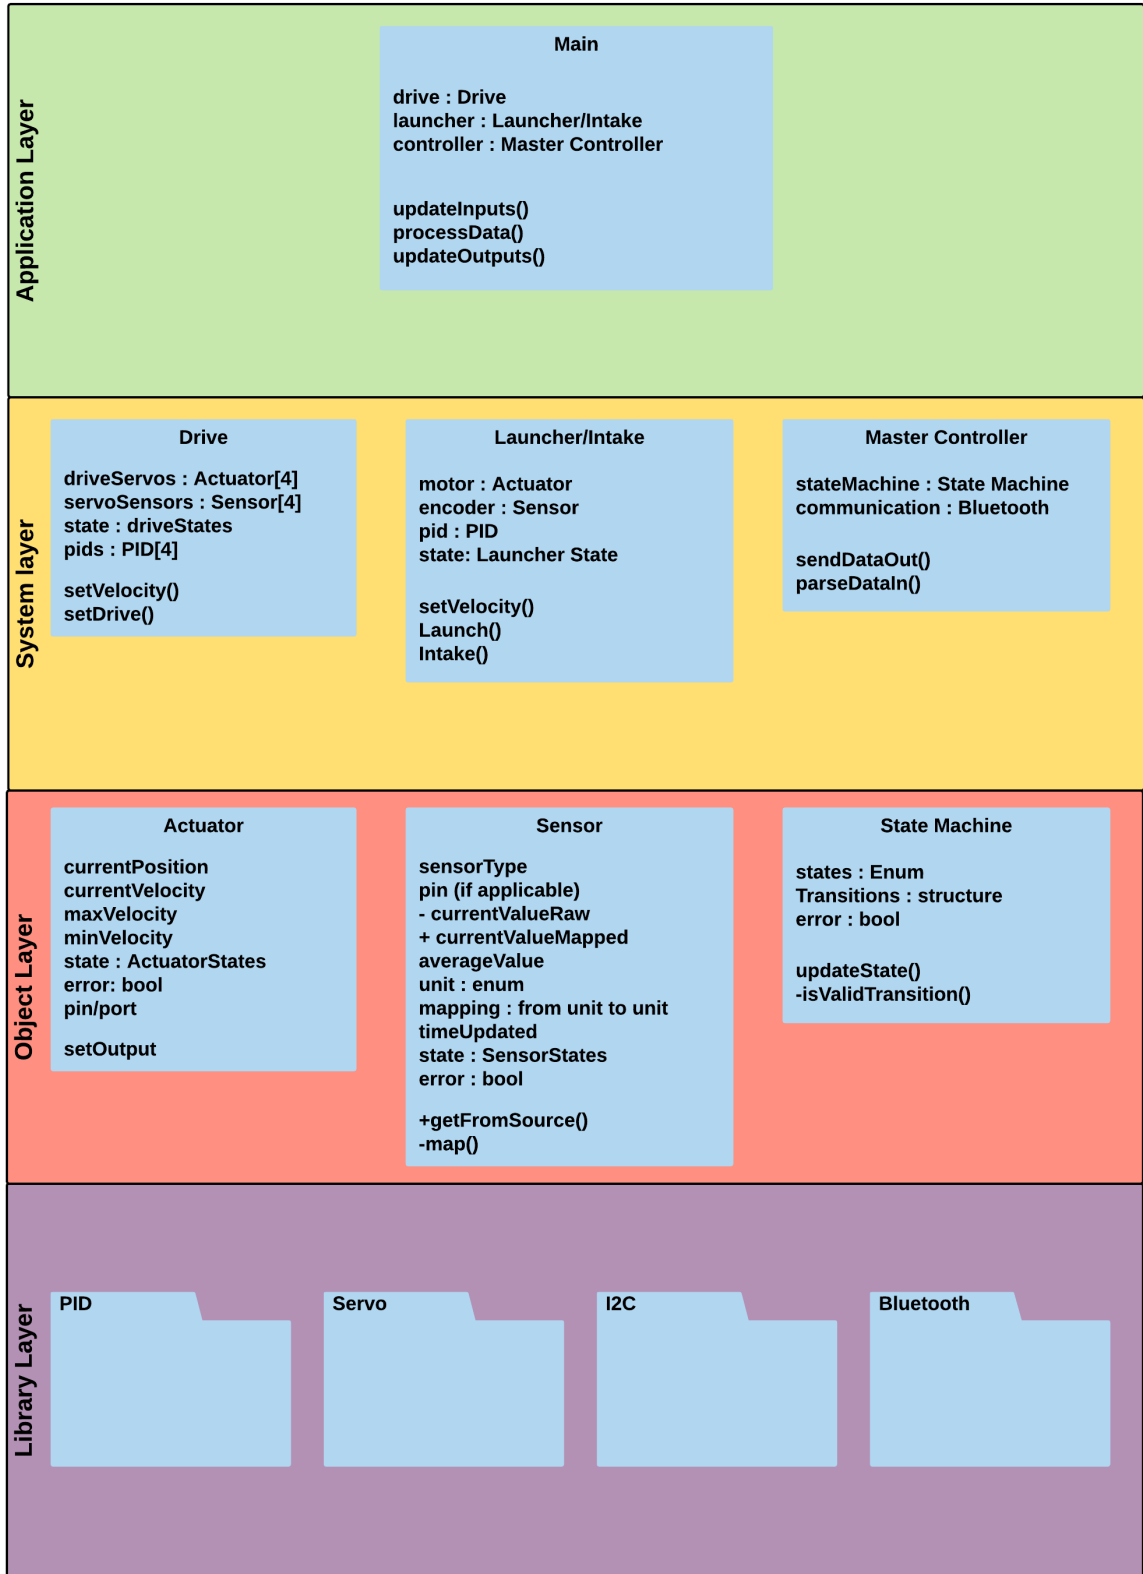 Application Layer
Main
drive : Drive
launcher : Launcher/Intake
controller : Master Controller
updateInputs()
processData()
updateOutputs()
System layer
Drive
driveServos : Actuator[4]
servoSensors : Sensor[4]
state : driveStates
pids : PID[4]
setVelocity()
setDrive()
Launcher/Intake
motor : Actuator
encoder : Sensor
pid : PID
state: Launcher State
setVelocity()
Launch()
Intake()
Master Controller
stateMachine : State Machine
communication : Bluetooth
sendDataOut()
parseDataIn()
Object Layer
Actuator
currentPosition
currentVelocity
maxVelocity
minVelocity
state : ActuatorStates
error: bool
pin/port
setOutput
Sensor
sensorType
pin (if applicable)
- currentValueRaw
+ currentValueMapped
averageValue
unit : enum
mapping : from unit to unit
timeUpdated
state : SensorStates
error : bool
+getFromSource()
-map()
State Machine
states : Enum
Transitions : structure
error : bool
updateState()
-isValidTransition()
Library Layer
PID
Servo
I2C
Bluetooth